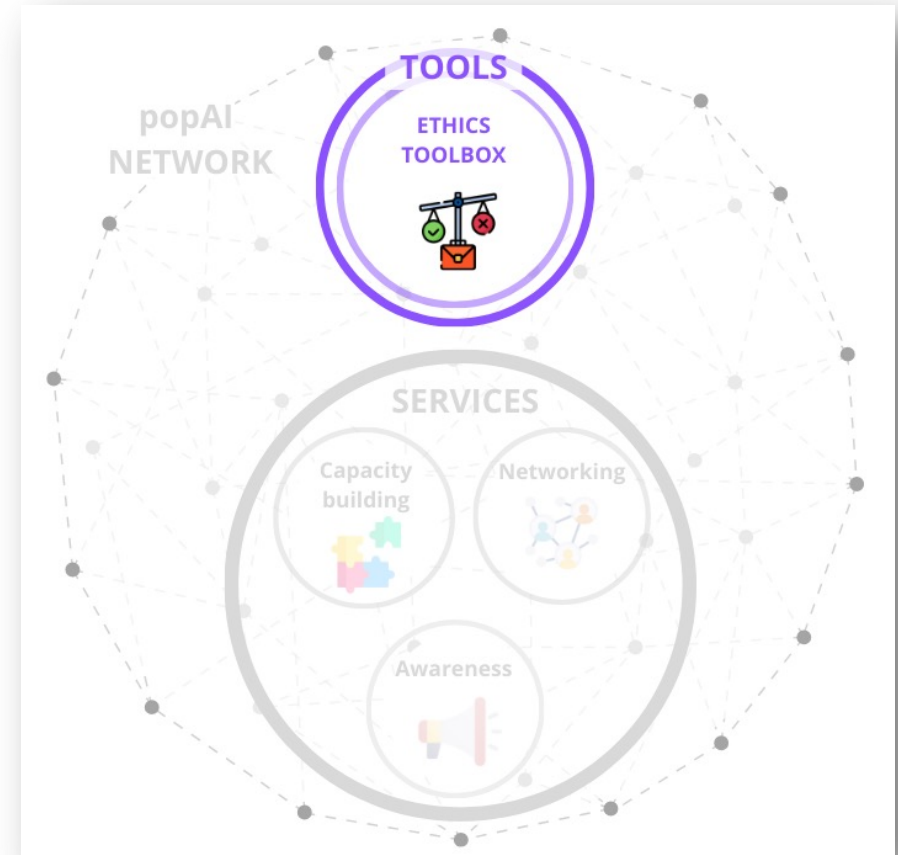 TOOLS
popAI
NETWORK
ETHICS
TOOLBOX
SERVICES
Capacity
building
Networking
Awareness